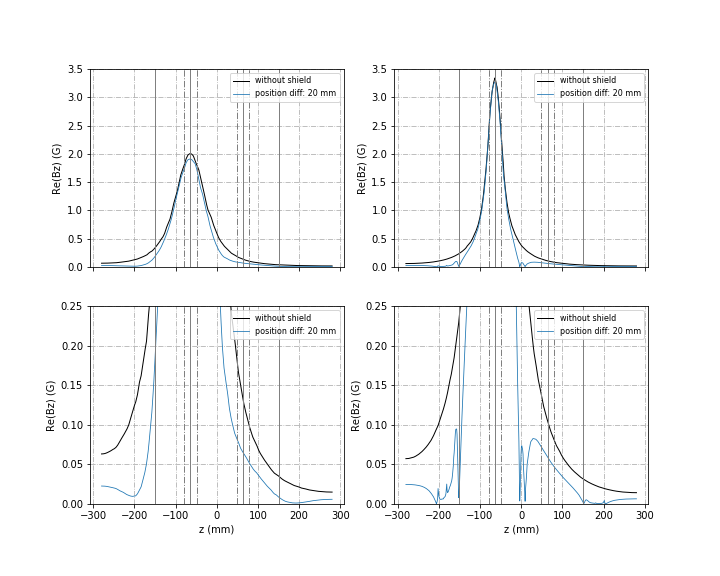 3.5
3.0
2.5
2.0
1.5
1.0
0.5
0.0
Re(Bz) (G)
without shield
position diff: 20 mm
3.5
3.0
2.5
2.0
1.5
1.0
0.5
0.0
Re(Bz) (G)
without shield
position diff: 20 mm
0.25
0.20
0.15
0.10
0.05
0.00
Re(Bz) (G)
without shield
position diff: 20 mm
−300 −200 −100 0 100 200 300
z (mm)
0.25
0.20
0.15
0.10
0.05
0.00
Re(Bz) (G)
without shield
position diff: 20 mm
−300 −200 −100 0 100 200 300
z (mm)